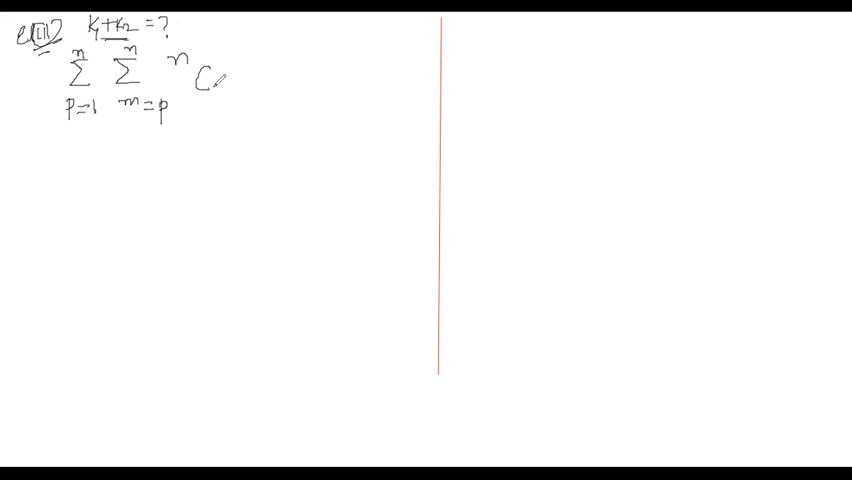 K₁+K₂ = ?
n n
∑ ∑ ⁿC
p=1 m=p